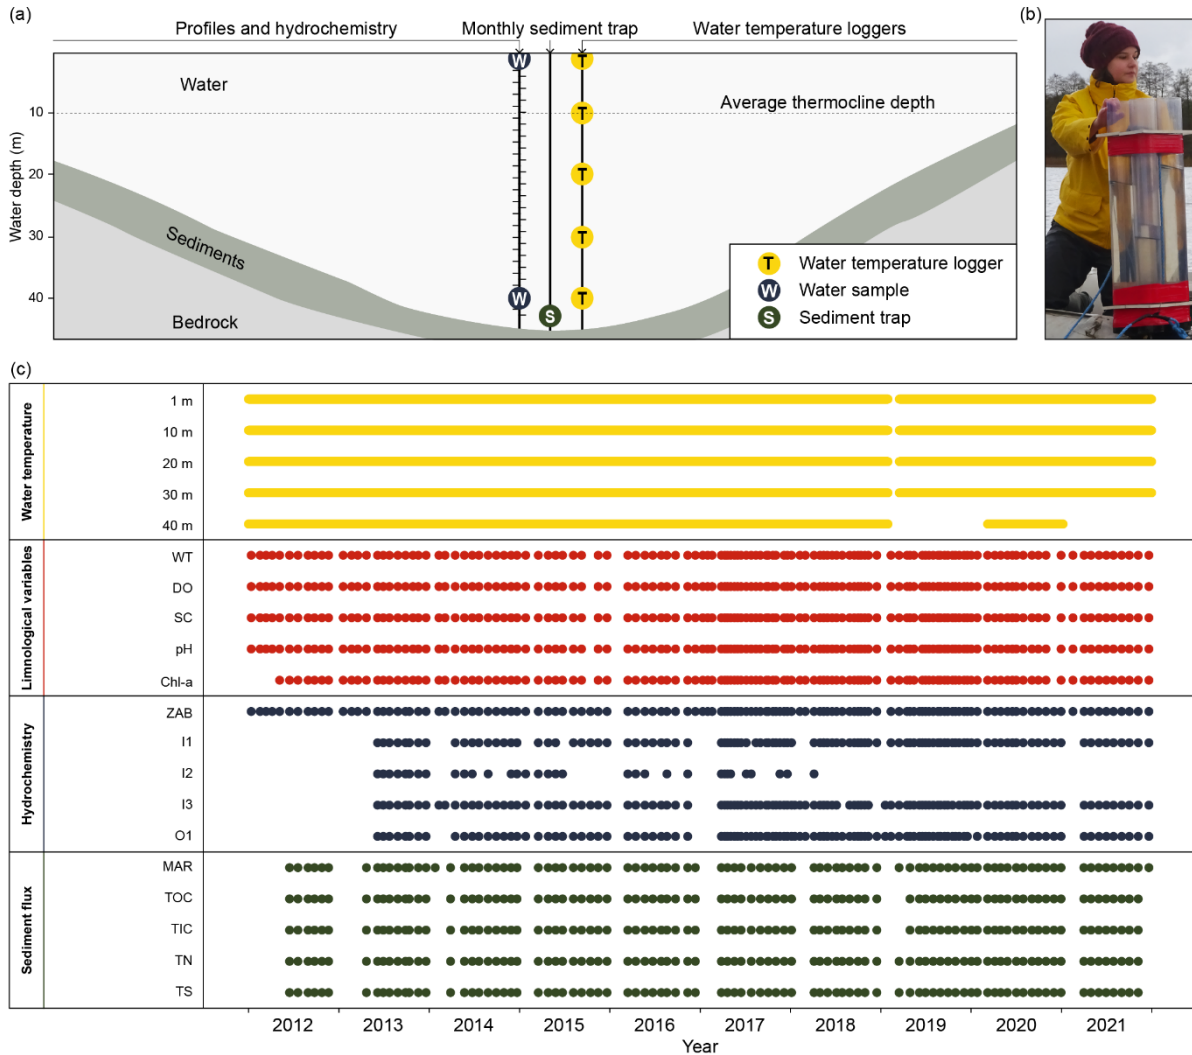 (a)
(b)
Profiles and hydrochemistry
Monthly sediment trap
Water temperature loggers
W
T
Water
Average thermocline depth
10
T
20
T
30
T
40
W
T
S
Water depth (m)
Sediments
Bedrock
T Water temperature logger
W Water sample
S Sediment trap
(c)
Water temperature
1 m
10 m
20 m
30 m
40 m
Limnological variables
WT
DO
SC
pH
Chl-a
Hydrochemistry
ZAB
I1
I2
I3
O1
Sediment flux
MAR
TOC
TIC
TN
TS
2012 2013 2014 2015 2016 2017 2018 2019 2020 2021
Year